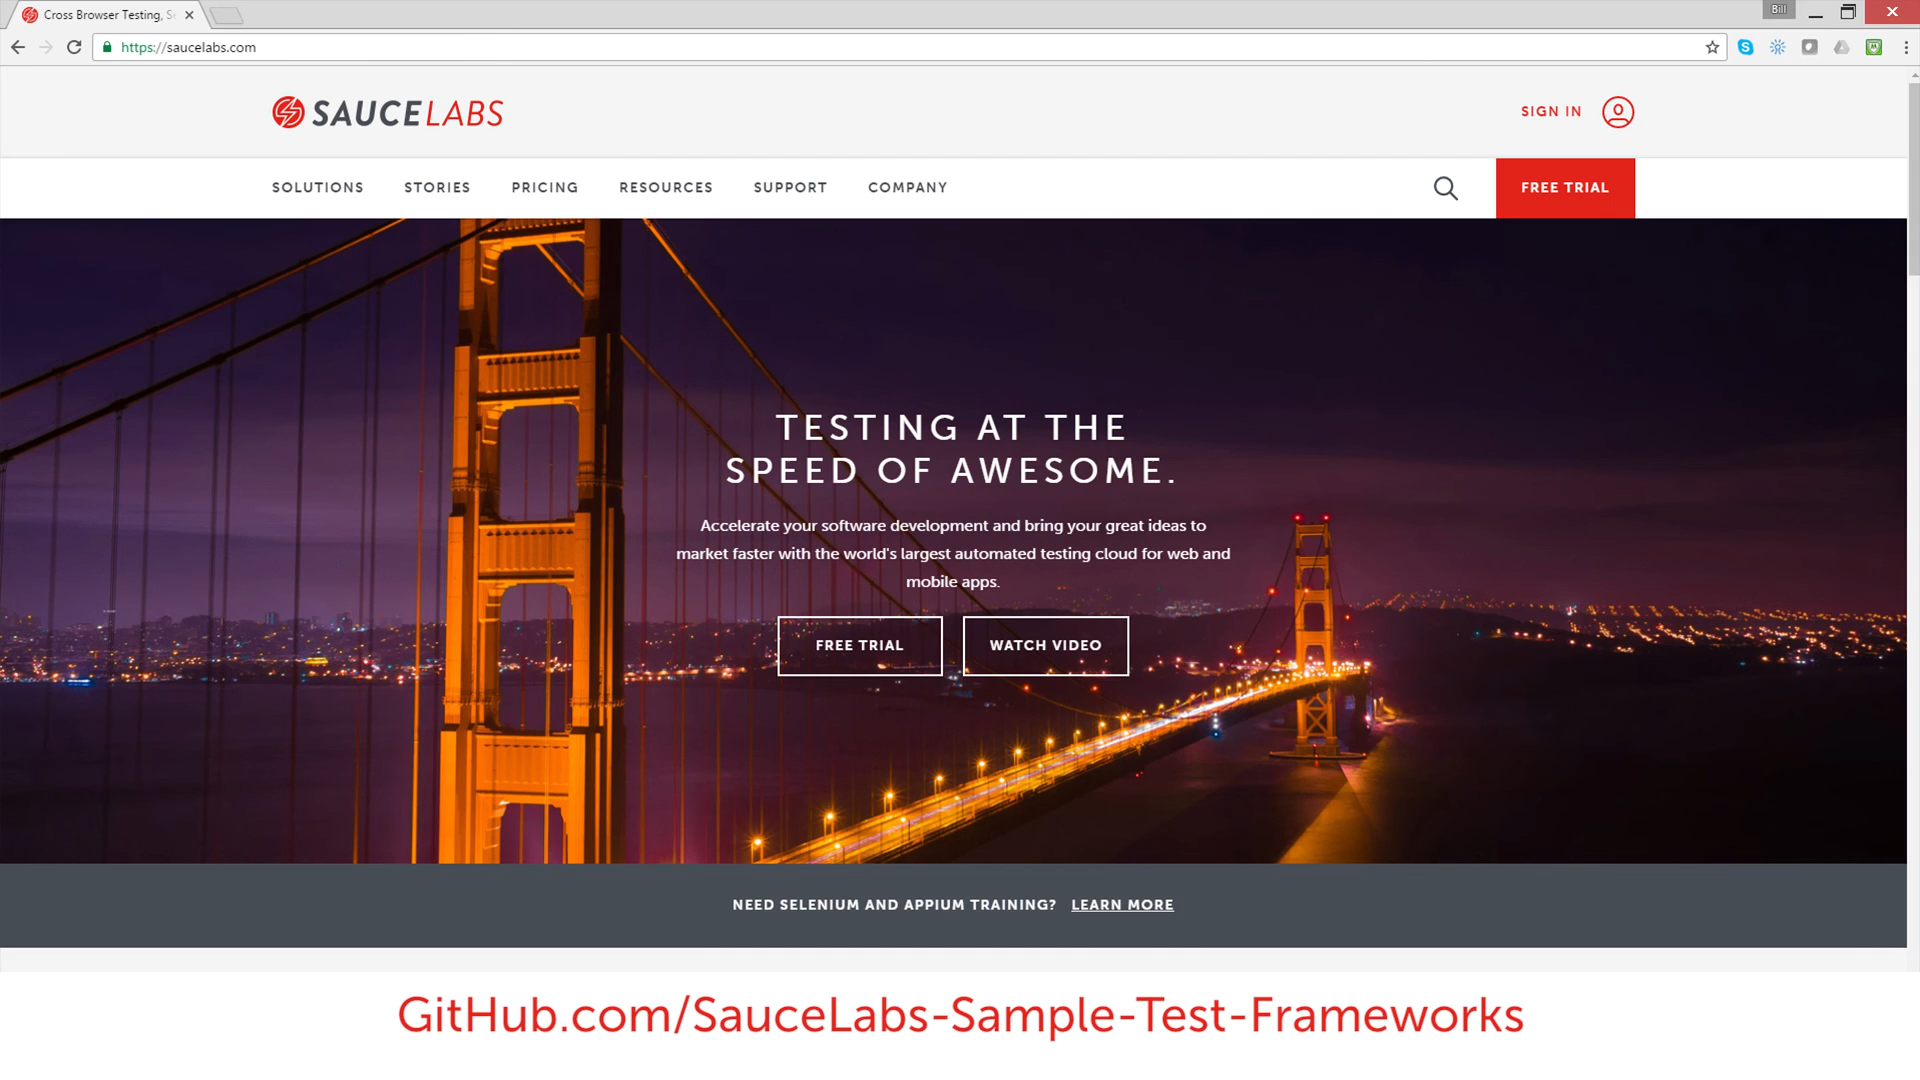 Cross Browser Testing, S
Bill
https://saucelabs.com
SAUCELABS
SIGN IN
SOLUTIONS STORIES PRICING RESOURCES SUPPORT COMPANY
FREE TRIAL
TESTING AT THE
SPEED OF AWESOME.
Accelerate your software development and bring your great ideas to
market faster with the world's largest automated testing cloud for web and
mobile apps.
FREE TRIAL WATCH VIDEO
NEED SELENIUM AND APPIUM TRAINING? LEARN MORE
GitHub.com/SauceLabs-Sample-Test-Frameworks